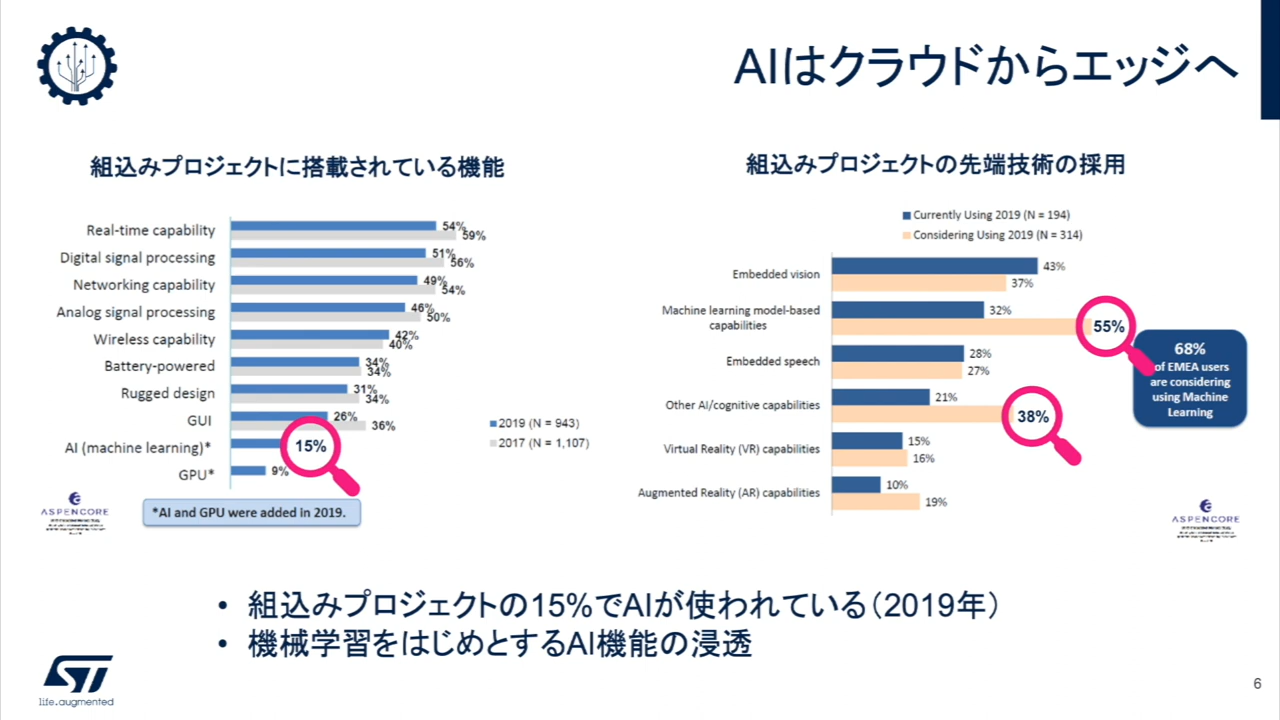 AIはクラウドからエッジへ
組込みプロジェクトに搭載されている機能
Real-time capability 54% 59%
Digital signal processing 51% 56%
Networking capability 49% 54%
Analog signal processing 46% 50%
Wireless capability 42% 40%
Battery-powered 34% 34%
Rugged design 31% 34%
GUI 26% 36%
AI (machine learning)* 15%
GPU* 9%
2019 (N = 943)
2017 (N = 1,107)
*AI and GPU were added in 2019.
ASPENCORE
組込みプロジェクトの先端技術の採用
Currently Using 2019 (N = 194)
Considering Using 2019 (N = 314)
Embedded vision 43% 37%
Machine learning model-based
capabilities 32% 55%
Embedded speech 28% 27%
Other AI/cognitive capabilities 21% 38%
Virtual Reality (VR) capabilities 15% 16%
Augmented Reality (AR) capabilities 10% 19%
68%
of EMEA users
are considering
using Machine
Learning
ASPENCORE
• 組込みプロジェクトの15%でAIが使われている（2019年）
• 機械学習をはじめとするAI機能の浸透
ST
life.augmented
6